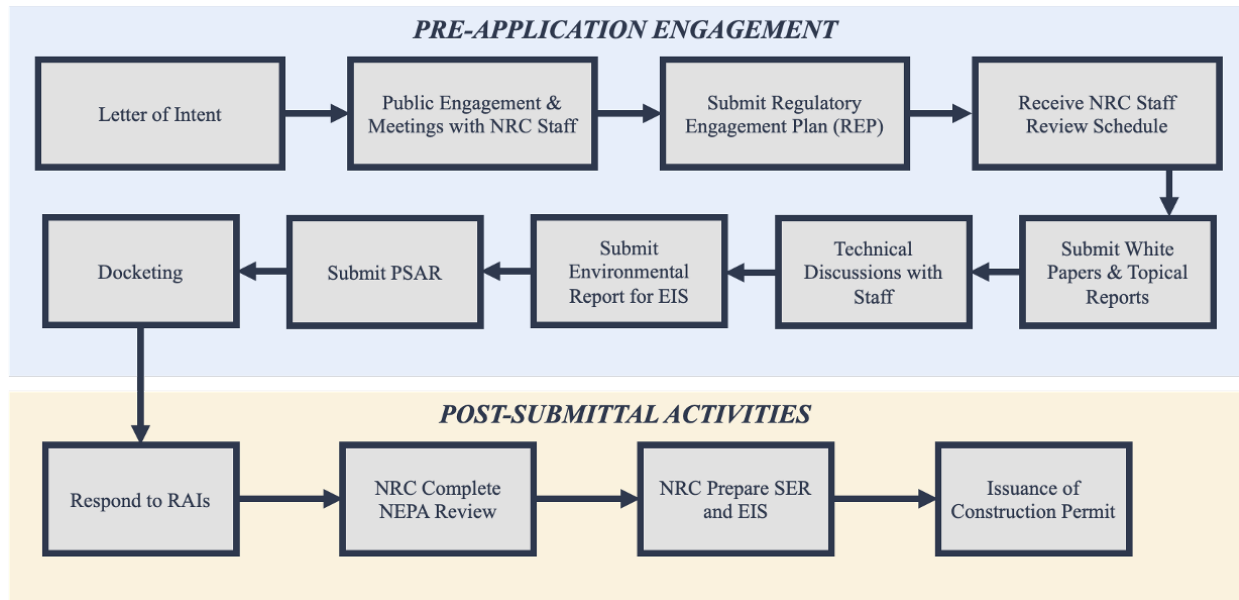 PRE-APPLICATION ENGAGEMENT
Letter of Intent
Public Engagement &
Meetings with NRC Staff
Submit Regulatory
Engagement Plan (REP)
Receive NRC Staff
Review Schedule
Submit White
Papers & Topical
Reports
Technical
Discussions with
Staff
Submit
Environmental
Report for EIS
Submit PSAR
Docketing
POST-SUBMITTAL ACTIVITIES
Respond to RAIs
NRC Complete
NEPA Review
NRC Prepare SER
and EIS
Issuance of
Construction Permit